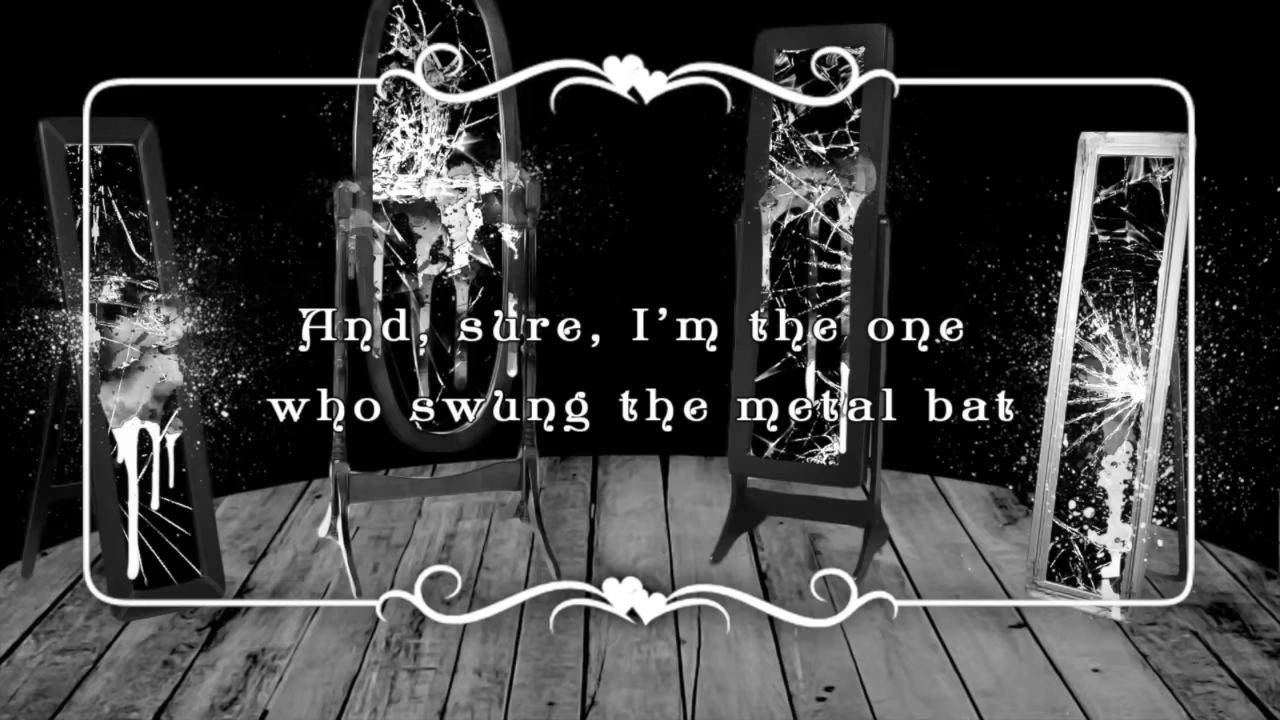 And, sure, I'm the one
who swung the metal bat